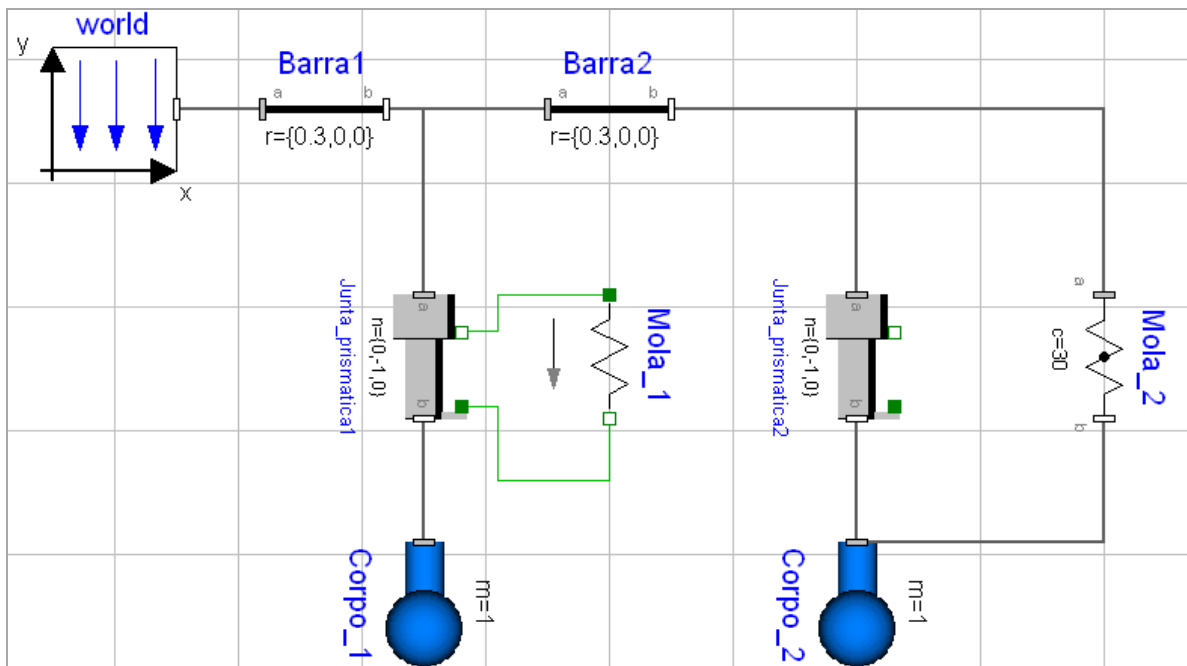 world
y
x
Barra1
a b
r={0.3,0,0}
Barra2
a b
r={0.3,0,0}
Junta_prismatica1
n={0,-1,0}
a
b
Mola_1
Junta_prismatica2
n={0,-1,0}
a
b
a
b
c=30
Mola_2
Corpo_1
m=1
Corpo_2
m=1